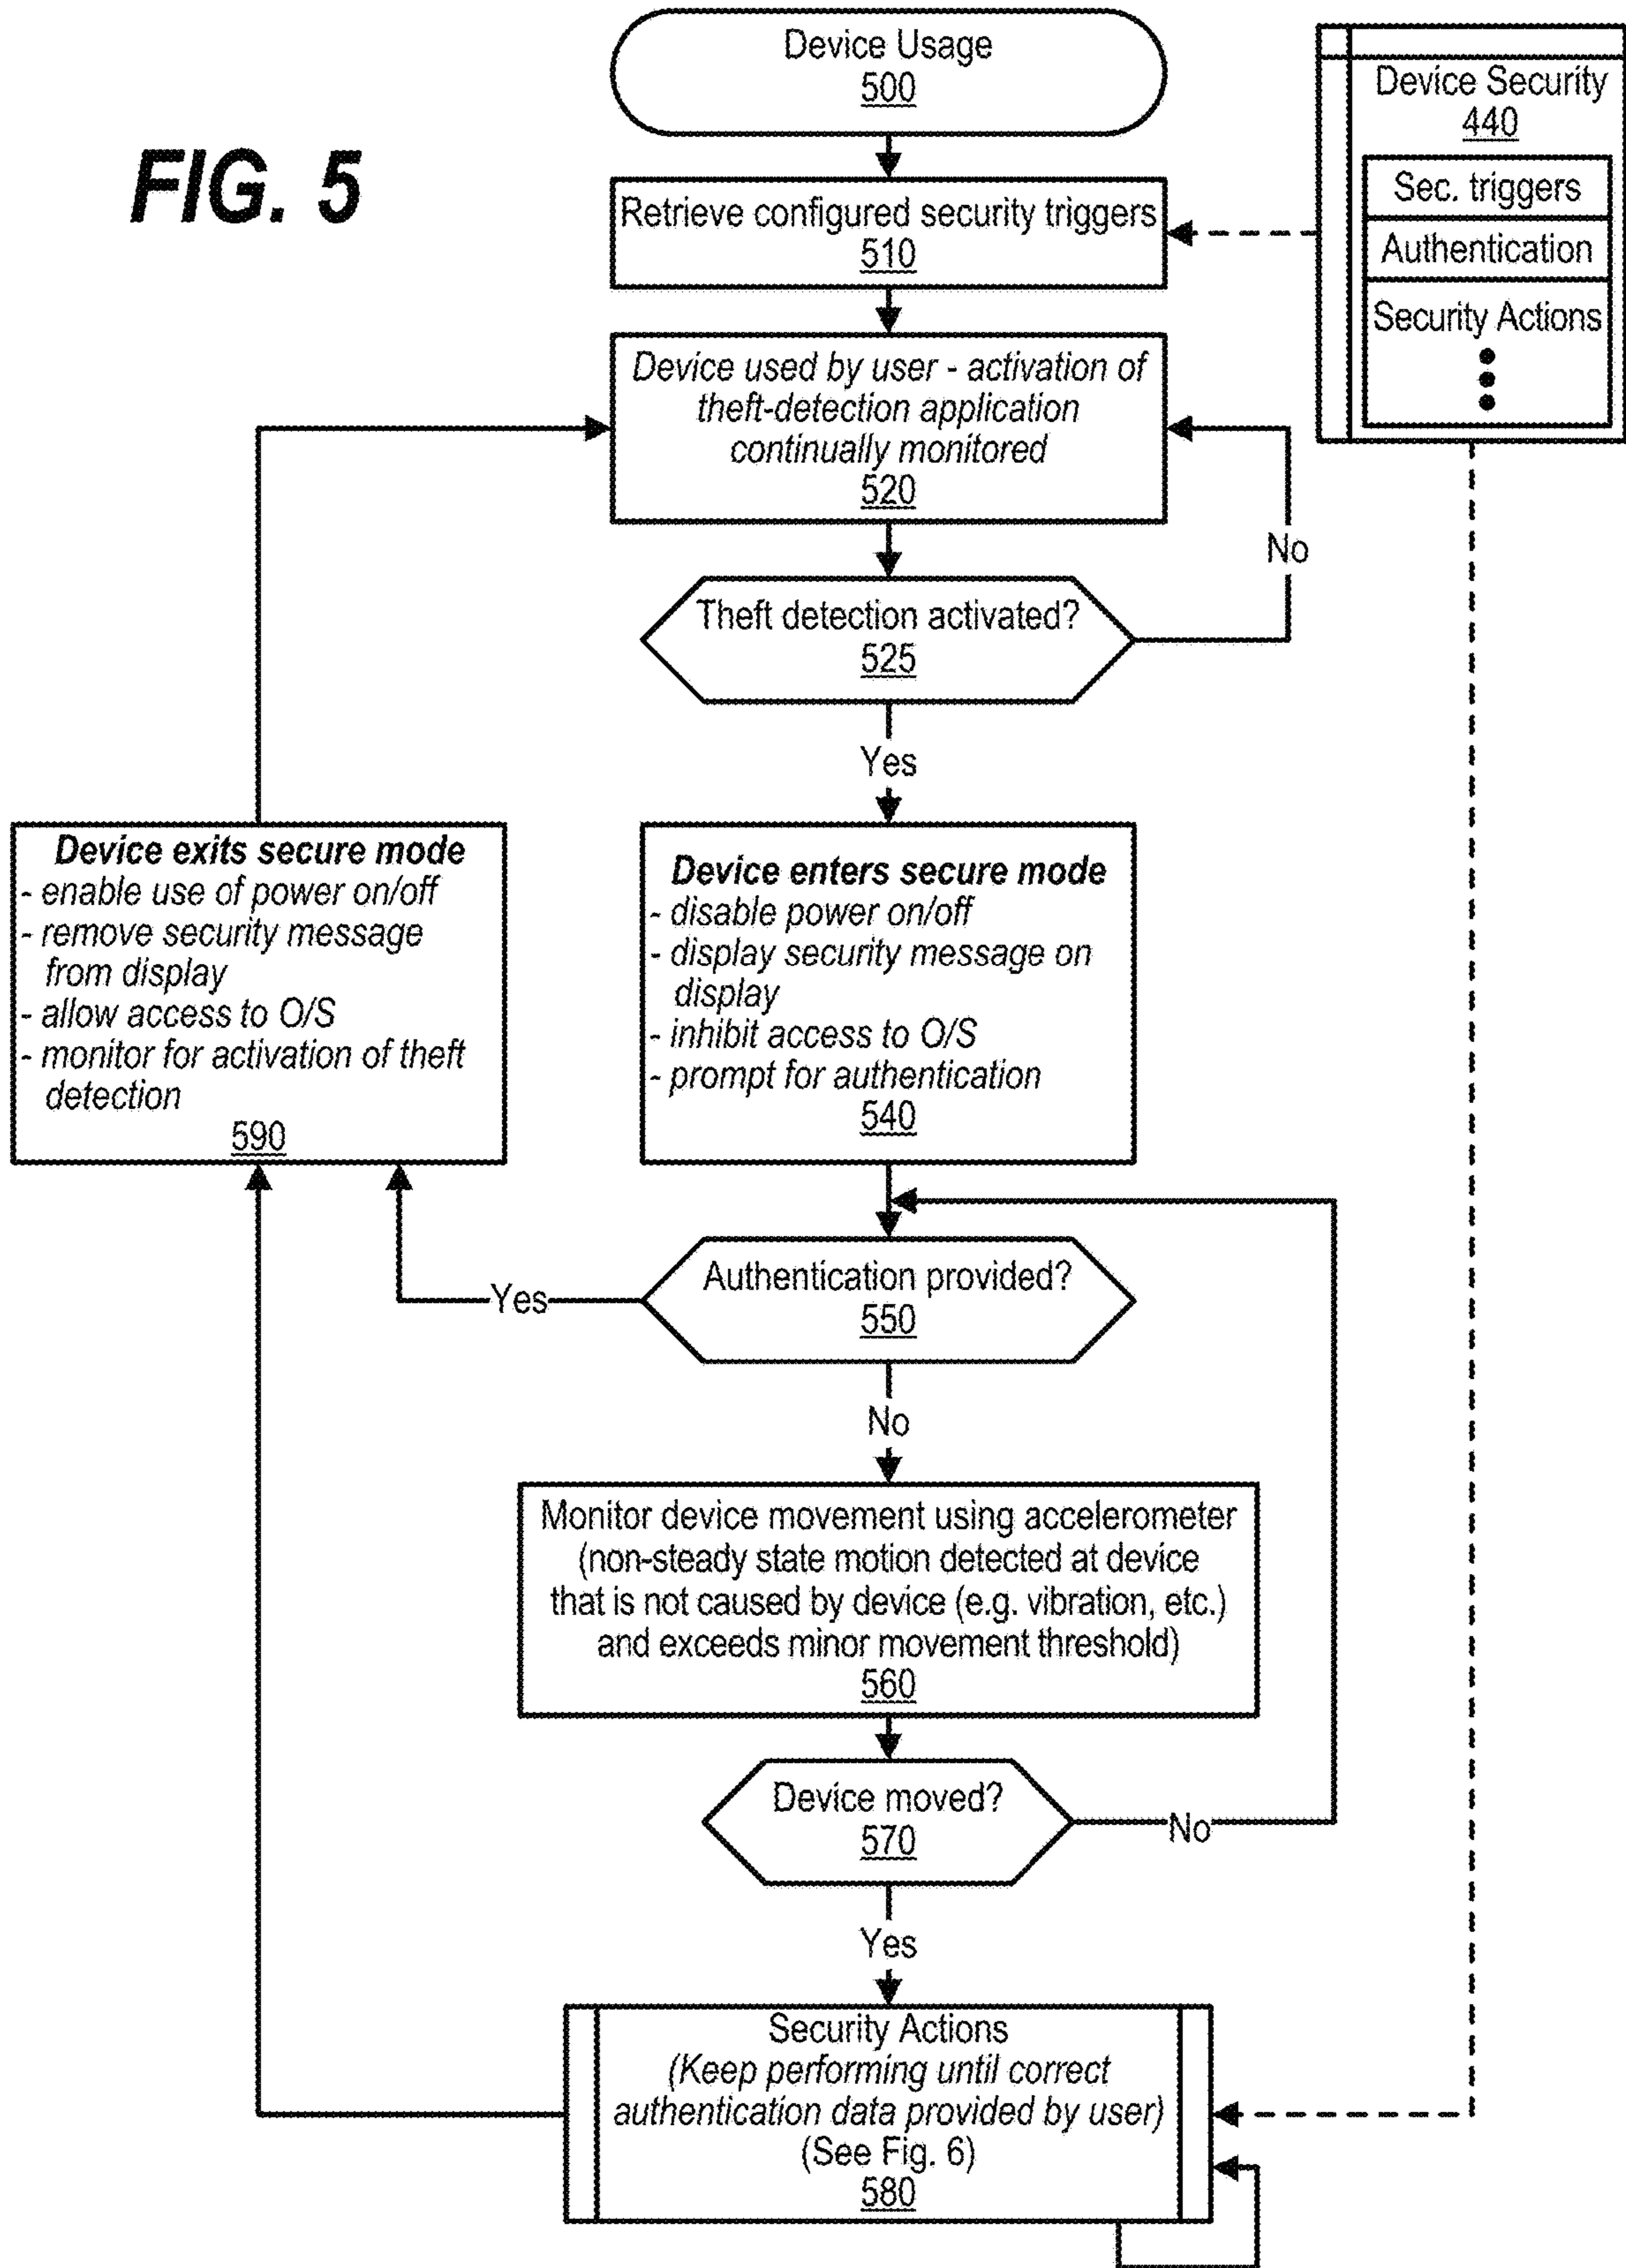 FIG. 5
Device Usage
500
Device Security
440
Sec. triggers
Authentication
Security Actions
Retrieve configured security triggers
510
Device used by user - activation of
theft-detection application
continually monitored
520
No
Theft detection activated?
525
Yes
Device exits secure mode
- enable use of power on/off
- remove security message
from display
- allow access to O/S
- monitor for activation of theft
detection
590
Device enters secure mode
- disable power on/off
- display security message on
display
- inhibit access to O/S
- prompt for authentication
540
Authentication provided?
550
Yes
No
Monitor device movement using accelerometer
(non-steady state motion detected at device
that is not caused by device (e.g. vibration, etc.)
and exceeds minor movement threshold)
560
Device moved?
570
No
Yes
Security Actions
(Keep performing until correct
authentication data provided by user)
(See Fig. 6)
580